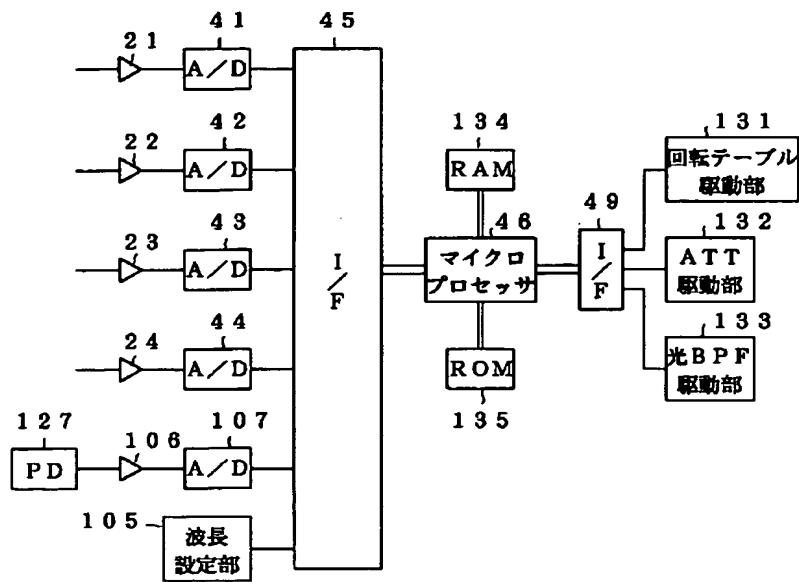 41
45
21
A/D
42
22
A/D
134
131
RAM
回転テーブル
駆動部
43
46
49
132
23
A/D
I/F
マイクロ
プロセッサ
I/F
ATT
駆動部
44
133
24
A/D
ROM
光BPF
駆動部
135
127
106
107
PD
A/D
105
波長
設定部